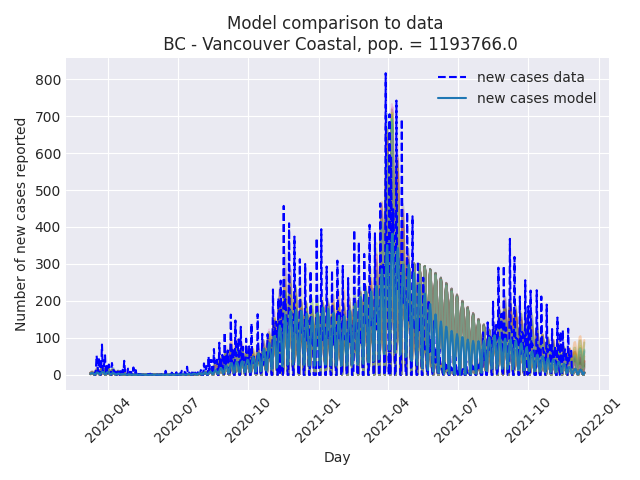 Model comparison to data
BC - Vancouver Coastal, pop. = 1193766.0
new cases data
new cases model
Number of new cases reported
800
700
600
500
400
300
200
100
0
2020-04
2020-07
2020-10
2021-01
2021-04
2021-07
2021-10
2022-01
Day